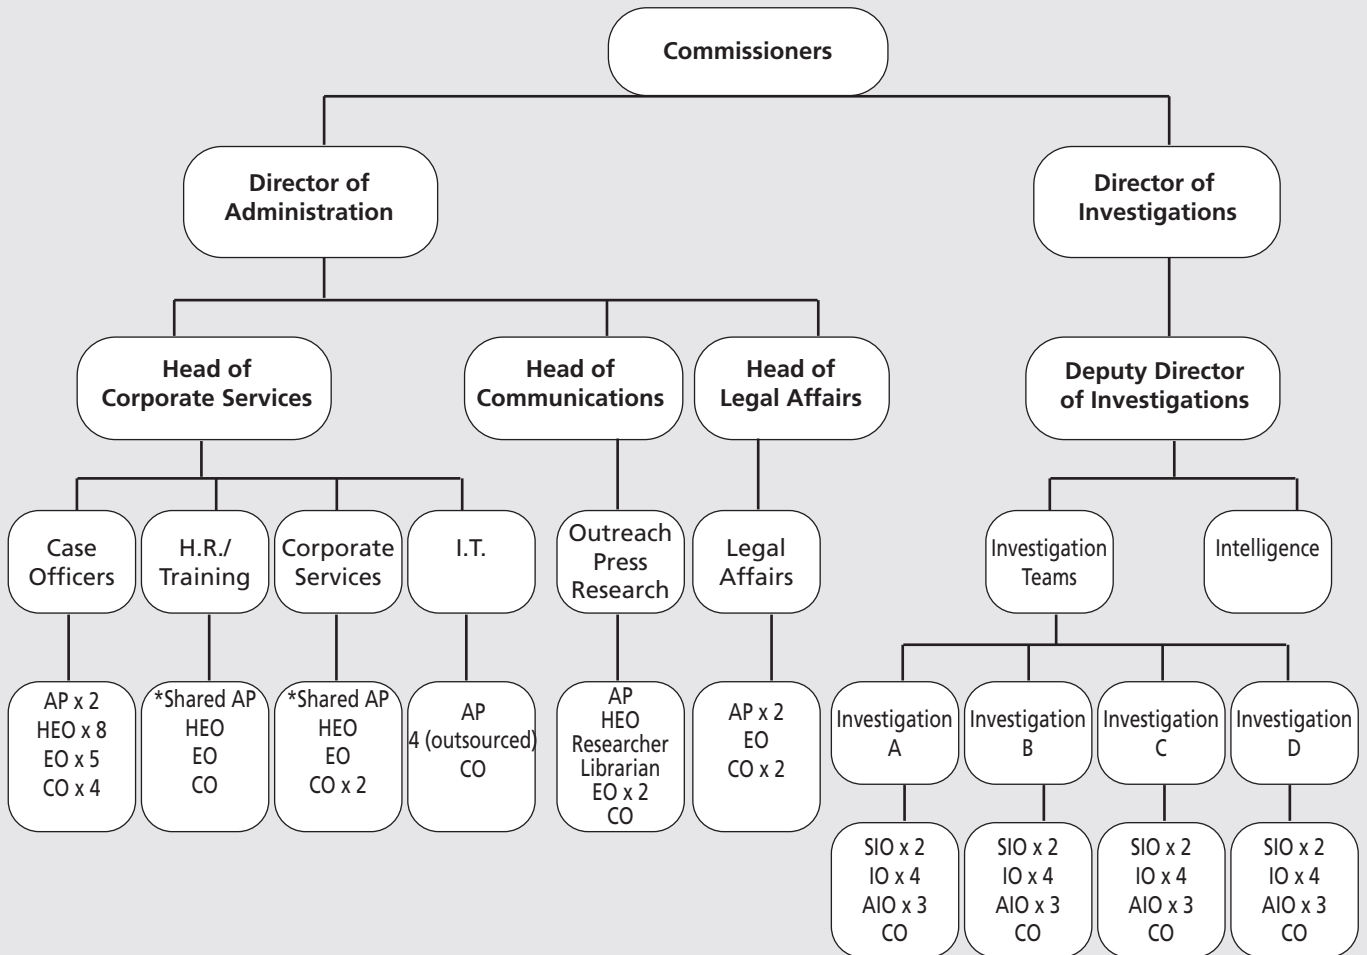 Commissioners
Director of
Administration
Director of
Investigations
Head of
Corporate Services
Head of
Communications
Head of
Legal Affairs
Deputy Director
of Investigations
Case
Officers
H.R./
Training
Corporate
Services
I.T.
Outreach
Press
Research
Legal
Affairs
Investigation
Teams
Intelligence
AP x 2
HEO x 8
EO x 5
CO x 4
*Shared AP
HEO
EO
CO
*Shared AP
HEO
EO
CO x 2
AP
4 (outsourced)
CO
AP
HEO
Researcher
Librarian
EO x 2
CO
AP x 2
EO
CO x 2
Investigation
A
Investigation
B
Investigation
C
Investigation
D
SIO x 2
IO x 4
AIO x 3
CO
SIO x 2
IO x 4
AIO x 3
CO
SIO x 2
IO x 4
AIO x 3
CO
SIO x 2
IO x 4
AIO x 3
CO